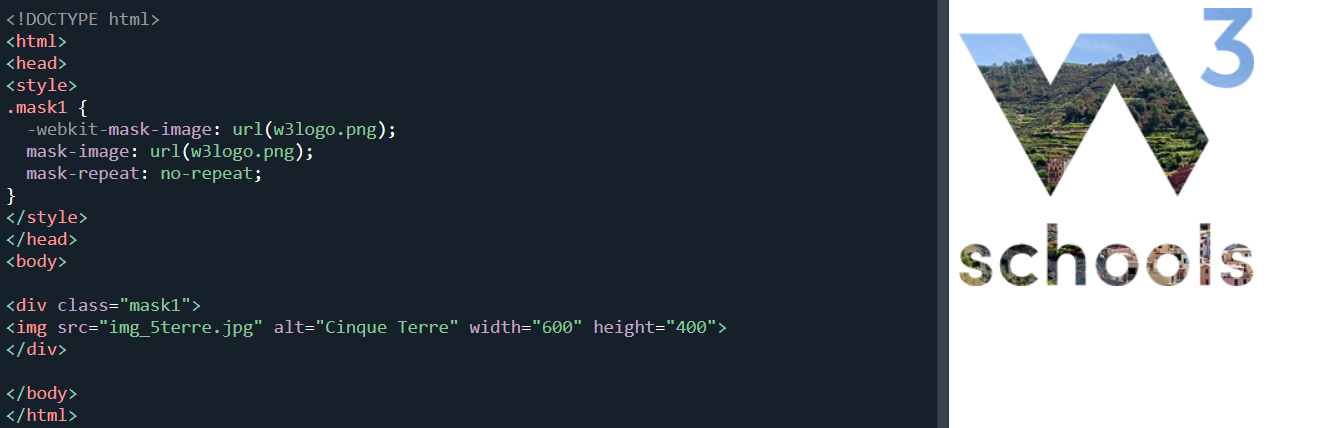 <!DOCTYPE html>
<html>
<head>
<style>
.mask1 {
  -webkit-mask-image: url(w3logo.png);
  mask-image: url(w3logo.png);
  mask-repeat: no-repeat;
}
</style>
</head>
<body>

<div class="mask1">
<img src="img_5terre.jpg" alt="Cinque Terre" width="600" height="400">
</div>

</body>
</html>
W3
schools